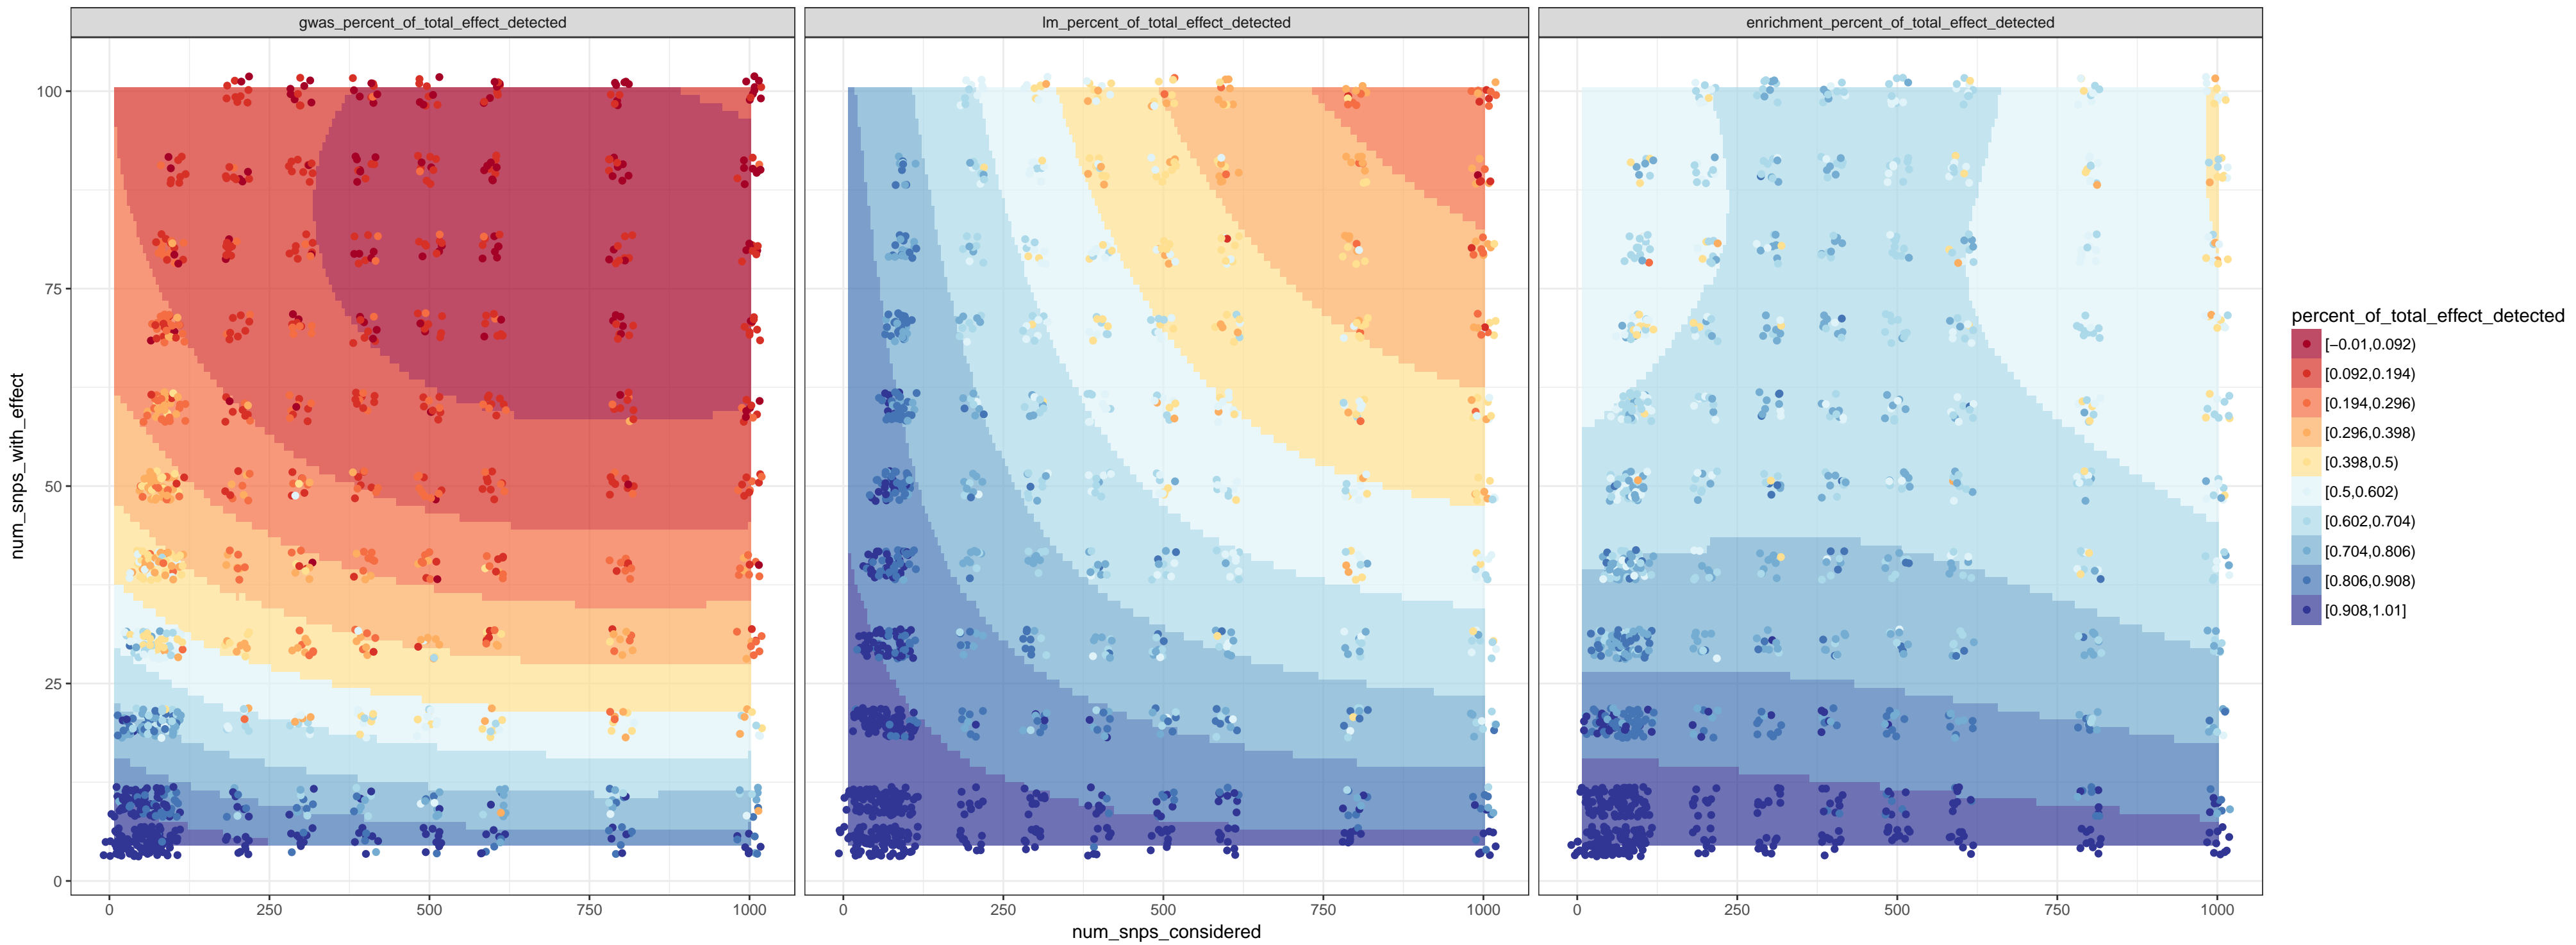 gwas_percent_of_total_effect_detected
lm_percent_of_total_effect_detected
enrichment_percent_of_total_effect_detected
num_snps_with_effect
100
75
50
25
0
0 250 500 750 1000
0 250 500 750 1000
0 250 500 750 1000
num_snps_considered
percent_of_total_effect_detected
[−0.01,0.092)
[0.092,0.194)
[0.194,0.296)
[0.296,0.398)
[0.398,0.5)
[0.5,0.602)
[0.602,0.704)
[0.704,0.806)
[0.806,0.908)
[0.908,1.01]